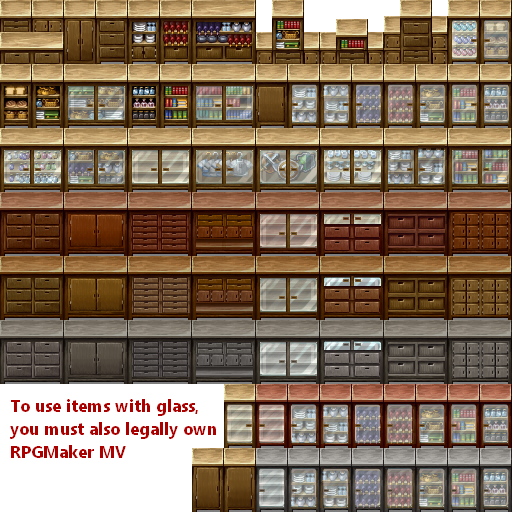 To use items with glass,
you must also legally own
RPGMaker MV